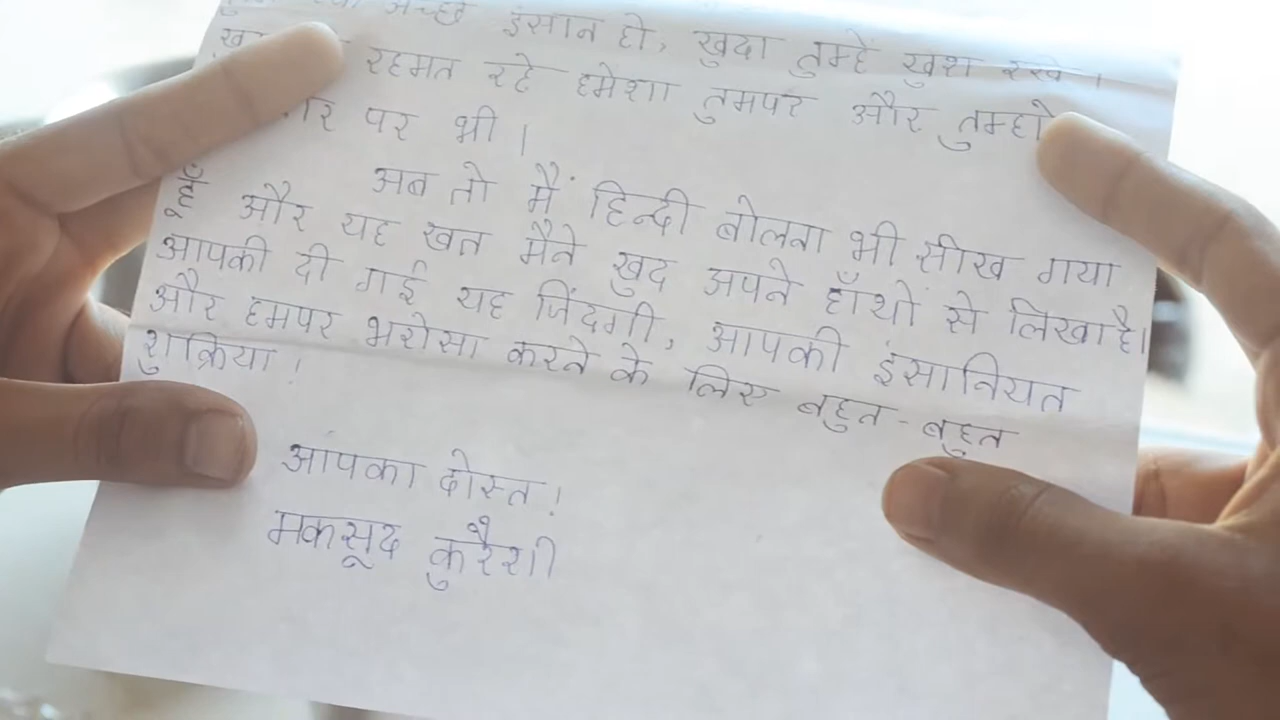 अच्छे इंसान हो, खुदा तुम्हें खुश रखे।
रहमत रहे हमेशा तुमपर और
पर भी।
अब तो मैं हिन्दी बोलना भी सीख गया
हूँ और यह खत मैंने खुद अपने हाँथों से लिखा है।
आपकी दी गई यह जिंदगी, आपकी इंसानियत
और हमपर भरोसा करने के लिए बहुत-बहुत
शुक्रिया!
आपका दोस्त!
मकसूद कुरैशी